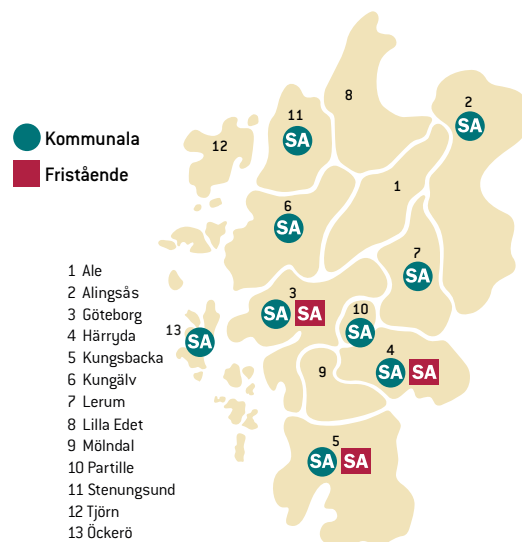 8
2
11
SA
Kommunala
SA
12
Fristående
1
6
SA
7
SA
1 Ale
2 Alingsås
3
10
3 Göteborg
SA SA
13
SA
SA
4 Härryda
4
5 Kungsbacka
9
SA SA
6 Kungälv
7 Lerum
8 Lilla Edet
9 Mölndal
5
10 Partille
SA SA
11 Stenungsund
12 Tjörn
13 Öckerö